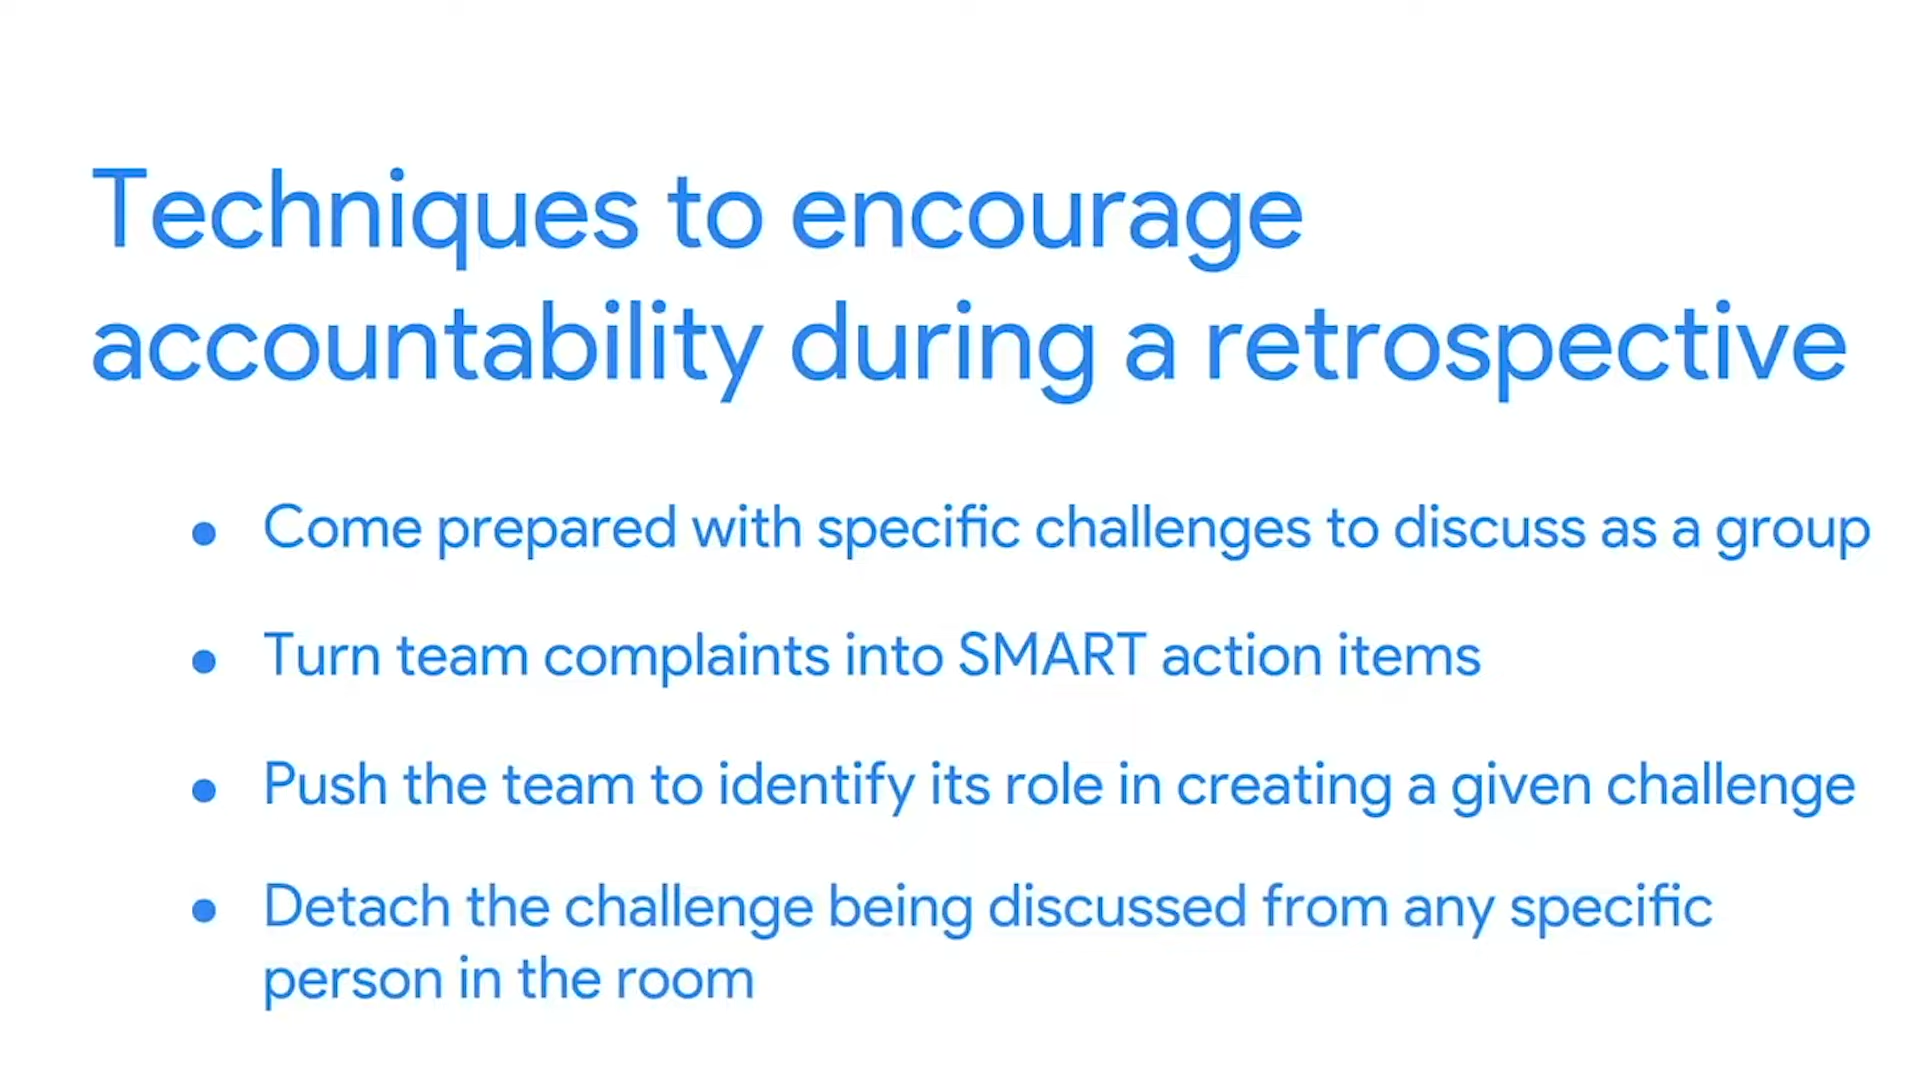 Techniques to encourage
accountability during a retrospective
● Come prepared with specific challenges to discuss as a group
● Turn team complaints into SMART action items
● Push the team to identify its role in creating a given challenge
● Detach the challenge being discussed from any specific
person in the room